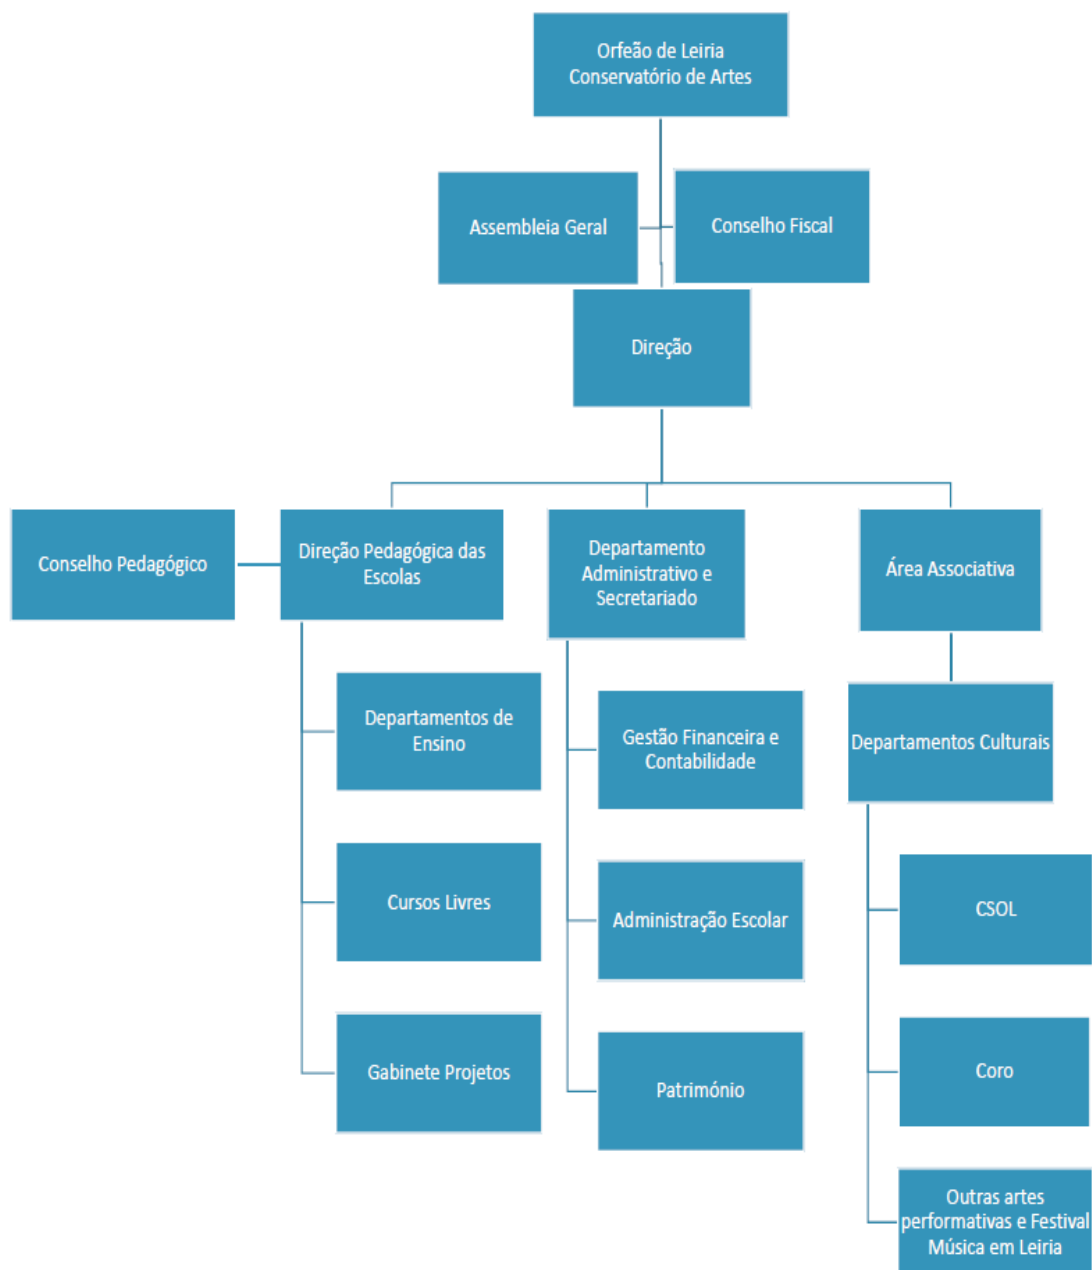 Orfeão de Leiria
Conservatório de Artes
Assembleia Geral
Conselho Fiscal
Direção
Conselho Pedagógico
Direção Pedagógica das
Escolas
Departamento
Administrativo e
Secretariado
Área Associativa
Departamentos de
Ensino
Cursos Livres
Gabinete Projetos
Gestão Financeira e
Contabilidade
Administração Escolar
Património
Departamentos Culturais
CSOL
Coro
Outras artes
performativas e Festival
Música em Leiria